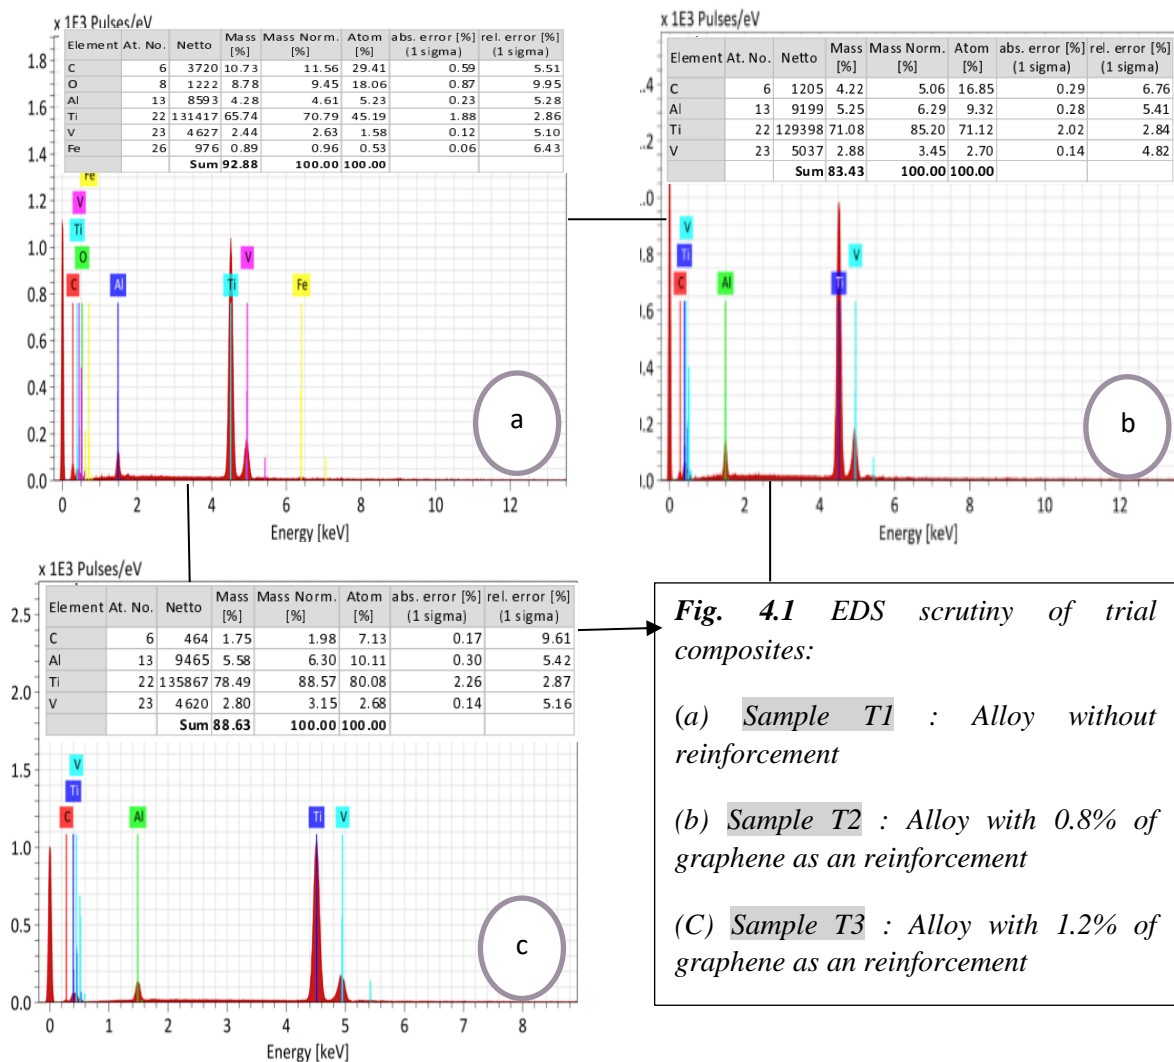 x 1E3 Pulses/eV
Element At. No. Netto Mass [%] Mass Norm. [%] Atom [%] abs. error [%] (1 sigma) rel. error [%] (1 sigma)
C 6 3720 10.73 11.56 29.41 0.59 5.51
O 8 1222 8.78 9.45 18.06 0.87 9.95
Al 13 8593 4.28 4.61 5.23 0.23 5.28
Ti 22 131417 65.74 70.79 45.19 1.88 2.86
V 23 4627 2.44 2.63 1.58 0.12 5.10
Fe 26 976 0.89 0.96 0.53 0.06 6.43
Sum 92.88 100.00 100.00
1.8
1.6
1.4
1.2
1.0
0.8
0.6
0.4
0.2
0.0
Fe
V
Ti
O
C Al Ti V Fe
a
0 2 4 6 8 10 12
Energy [keV]
x 1E3 Pulses/eV
Element At. No. Netto Mass [%] Mass Norm. [%] Atom [%] abs. error [%] (1 sigma) rel. error [%] (1 sigma)
C 6 1205 4.22 5.06 16.85 0.29 6.76
Al 13 9199 5.25 6.29 9.32 0.28 5.41
Ti 22 129398 71.08 85.20 71.12 2.02 2.84
V 23 5037 2.88 3.45 2.70 0.14 4.82
Sum 83.43 100.00 100.00
.4
.2
.0
.8
.6
.4
.2
.0
V
Ti V
C Al Ti
b
0 2 4 6 8 10 12
Energy [keV]
x 1E3 Pulses/eV
Element At. No. Netto Mass [%] Mass Norm. [%] Atom [%] abs. error [%] (1 sigma) rel. error [%] (1 sigma)
C 6 464 1.75 1.98 7.13 0.17 9.61
Al 13 9465 5.58 6.30 10.11 0.30 5.42
Ti 22 135867 78.49 88.57 80.08 2.26 2.87
V 23 4620 2.80 3.15 2.68 0.14 5.16
Sum 88.63 100.00 100.00
2.5
2.0
1.5
1.0
0.5
0.0
V
Ti
C Al Ti V
c
0 1 2 3 4 5 6 7 8
Energy [keV]
Fig. 4.1 EDS scrutiny of trial
composites:
(a) Sample T1 : Alloy without
reinforcement
(b) Sample T2 : Alloy with 0.8% of
graphene as an reinforcement
(C) Sample T3 : Alloy with 1.2% of
graphene as an reinforcement